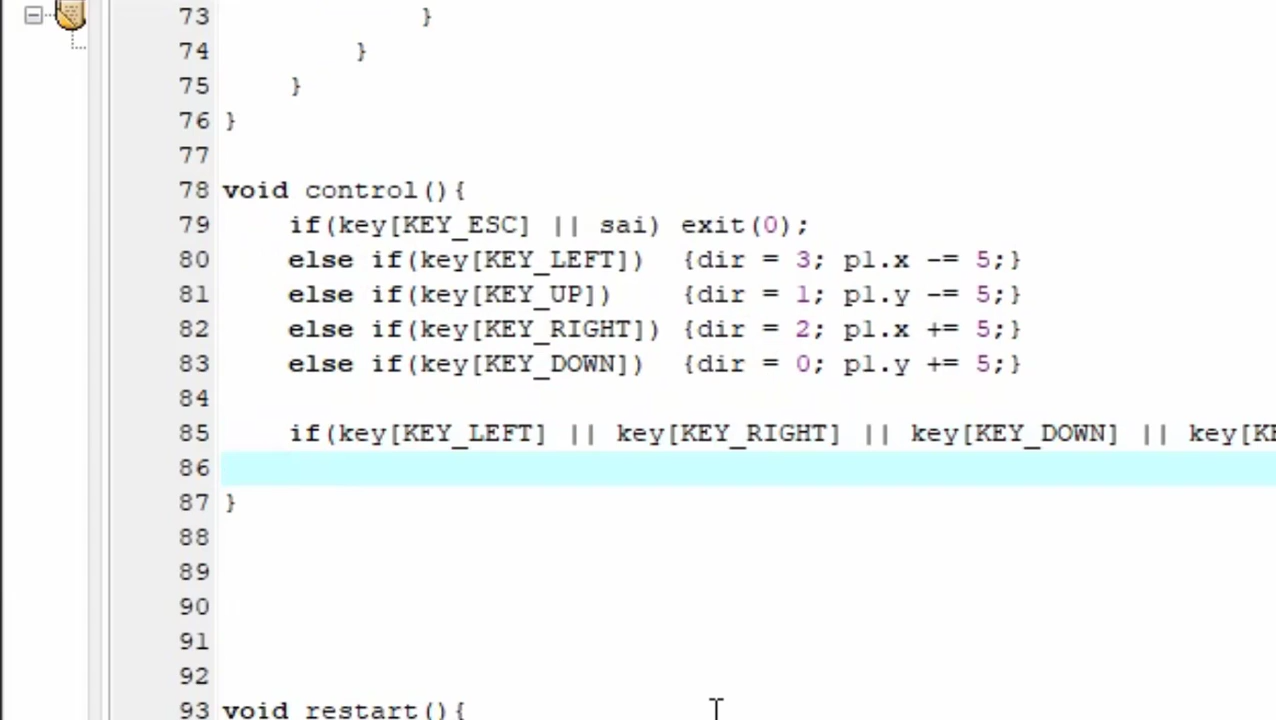 73 }
74 }
75 }
76 }
77
78 void control(){
79 if(key[KEY_ESC] || sai) exit(0);
80 else if(key[KEY_LEFT]) {dir = 3; pl.x -= 5;}
81 else if(key[KEY_UP]) {dir = 1; pl.y -= 5;}
82 else if(key[KEY_RIGHT]) {dir = 2; pl.x += 5;}
83 else if(key[KEY_DOWN]) {dir = 0; pl.y += 5;}
84
85 if(key[KEY_LEFT] || key[KEY_RIGHT] || key[KEY_DOWN] || key[KE
86
87 }
88
89
90
91
92
93 void restart(){